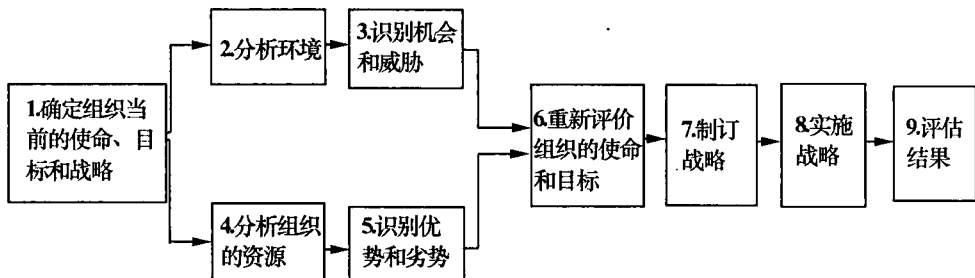 1.确定组织当
前的使命、目
标和战略
2.分析环境
3.识别机会
和威胁
4.分析组织
的资源
5.识别优
势和劣势
6.重新评价
组织的使命
和目标
7.制订
战略
8.实施
战略
9.评估
结果